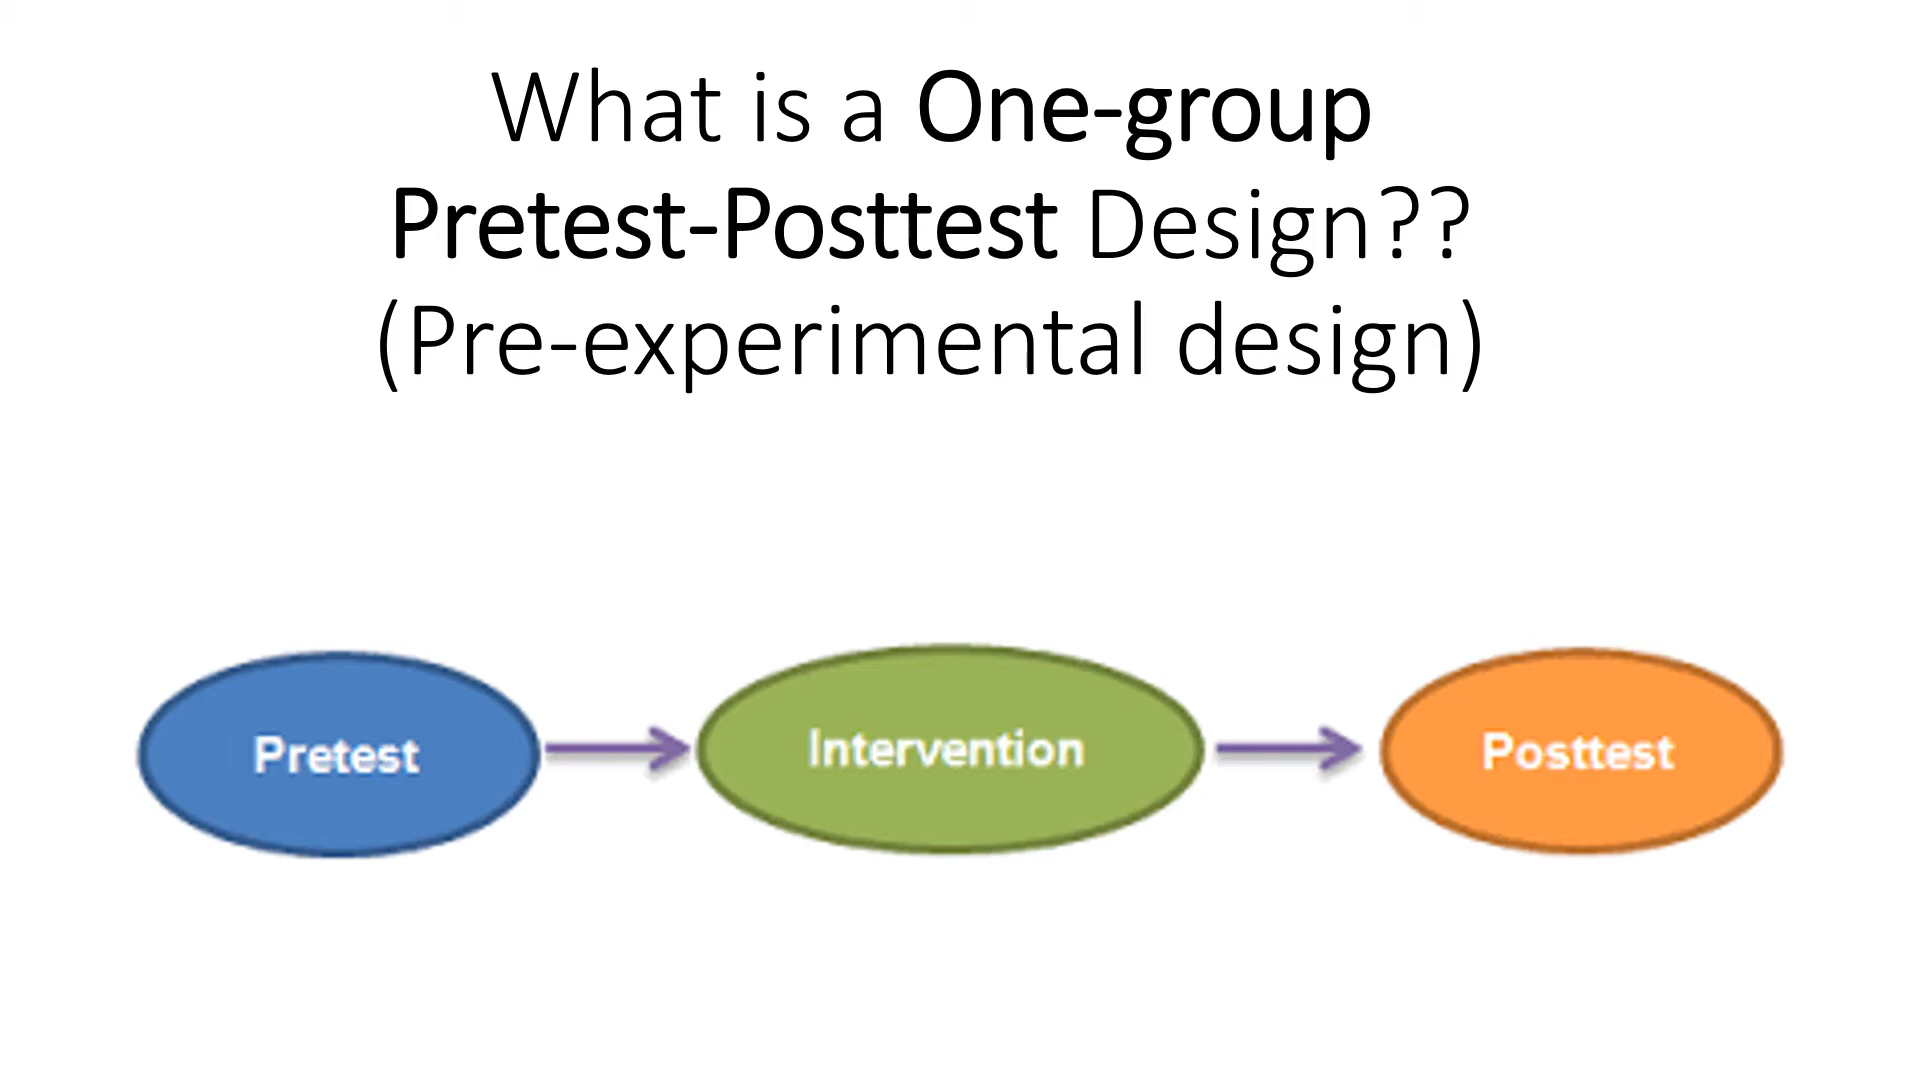 What is a One-group
Pretest-Posttest Design??
(Pre-experimental design)
Pretest
Intervention
Posttest